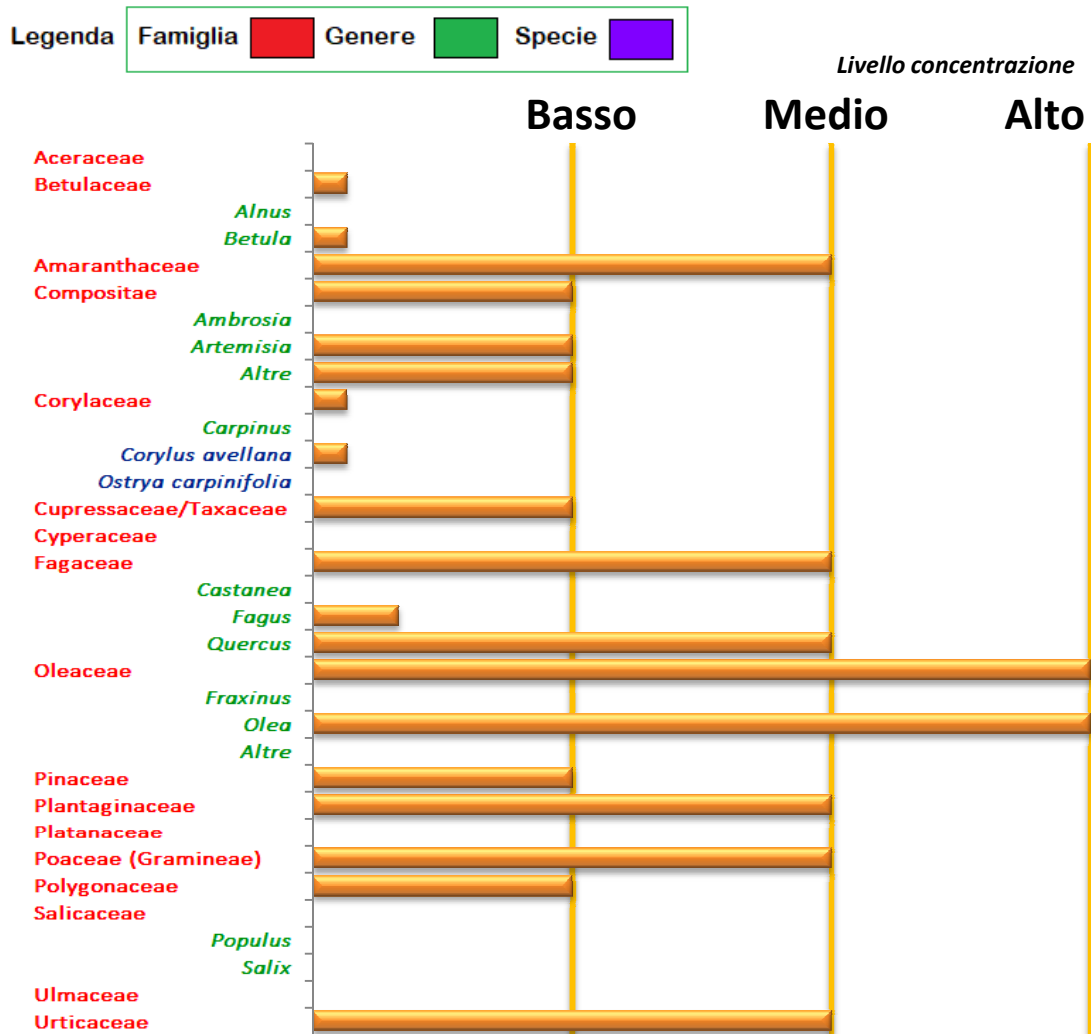 Legenda Famiglia Genere Specie
Livello concentrazione
Basso Medio Alto
Aceraceae
Betulaceae
Alnus
Betula
Amaranthaceae
Compositae
Ambrosia
Artemisia
Altre
Corylaceae
Carpinus
Corylus avellana
Ostrya carpinifolia
Cupressaceae/Taxaceae
Cyperaceae
Fagaceae
Castanea
Fagus
Quercus
Oleaceae
Fraxinus
Olea
Altre
Pinaceae
Plantaginaceae
Platanaceae
Poaceae (Gramineae)
Polygonaceae
Salicaceae
Populus
Salix
Ulmaceae
Urticaceae